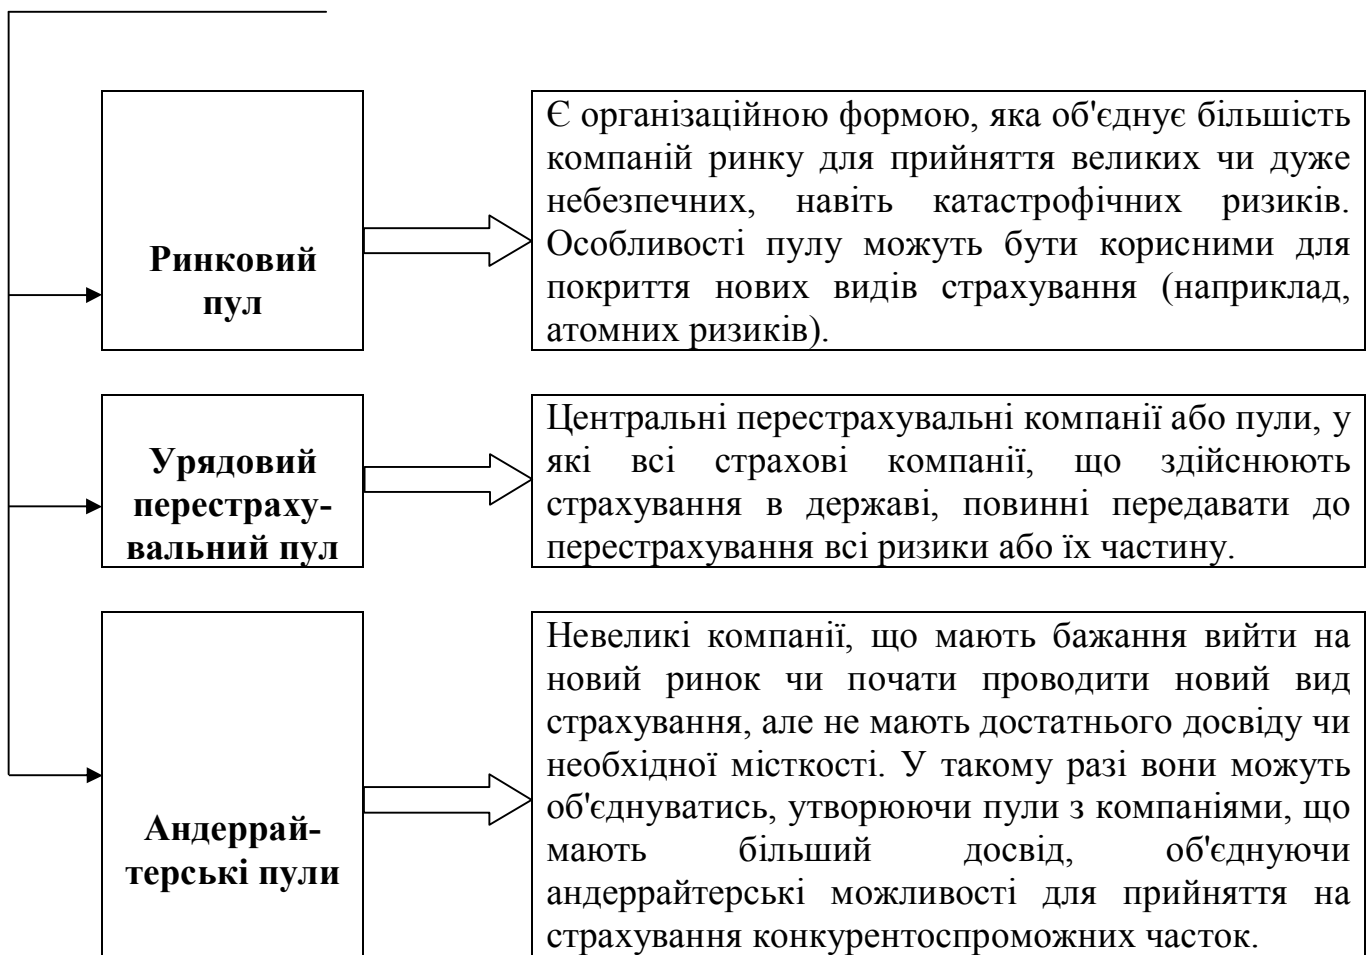 Ринковий
пул
Є організаційною формою, яка об'єднує більшість
компаній ринку для прийняття великих чи дуже
небезпечних, навіть катастрофічних ризиків.
Особливості пулу можуть бути корисними для
покриття нових видів страхування (наприклад,
атомних ризиків).
Урядовий
перестраху-
вальний пул
Центральні перестрахувальні компанії або пули, у
які всі страхові компанії, що здійснюють
страхування в державі, повинні передавати до
перестрахування всі ризики або їх частину.
Андеррай-
терські пули
Невеликі компанії, що мають бажання вийти на
новий ринок чи почати проводити новий вид
страхування, але не мають достатнього досвіду чи
необхідної місткості. У такому разі вони можуть
об'єднуватись, утворюючи пули з компаніями, що
мають більший досвід, об'єднуючи
андеррайтерські можливості для прийняття на
страхування конкурентоспроможних часток.